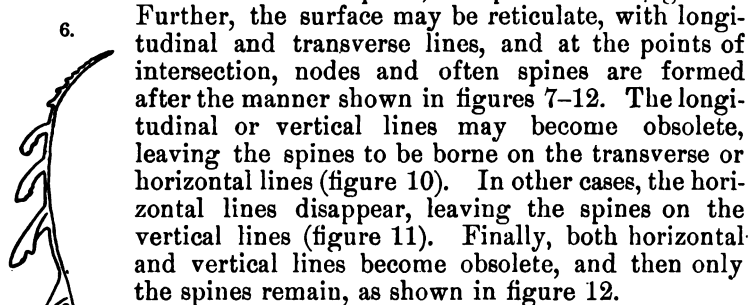 6.
Further, the surface may be reticulate, with longi-
tudinal and transverse lines, and at the points of
intersection, nodes and often spines are formed
after the manner shown in figures 7–12. The longi-
tudinal or vertical lines may become obsolete,
leaving the spines to be borne on the transverse or
horizontal lines (figure 10). In other cases, the hori-
zontal lines disappear, leaving the spines on the
vertical lines (figure 11). Finally, both horizontal
and vertical lines become obsolete, and then only
the spines remain, as shown in figure 12.